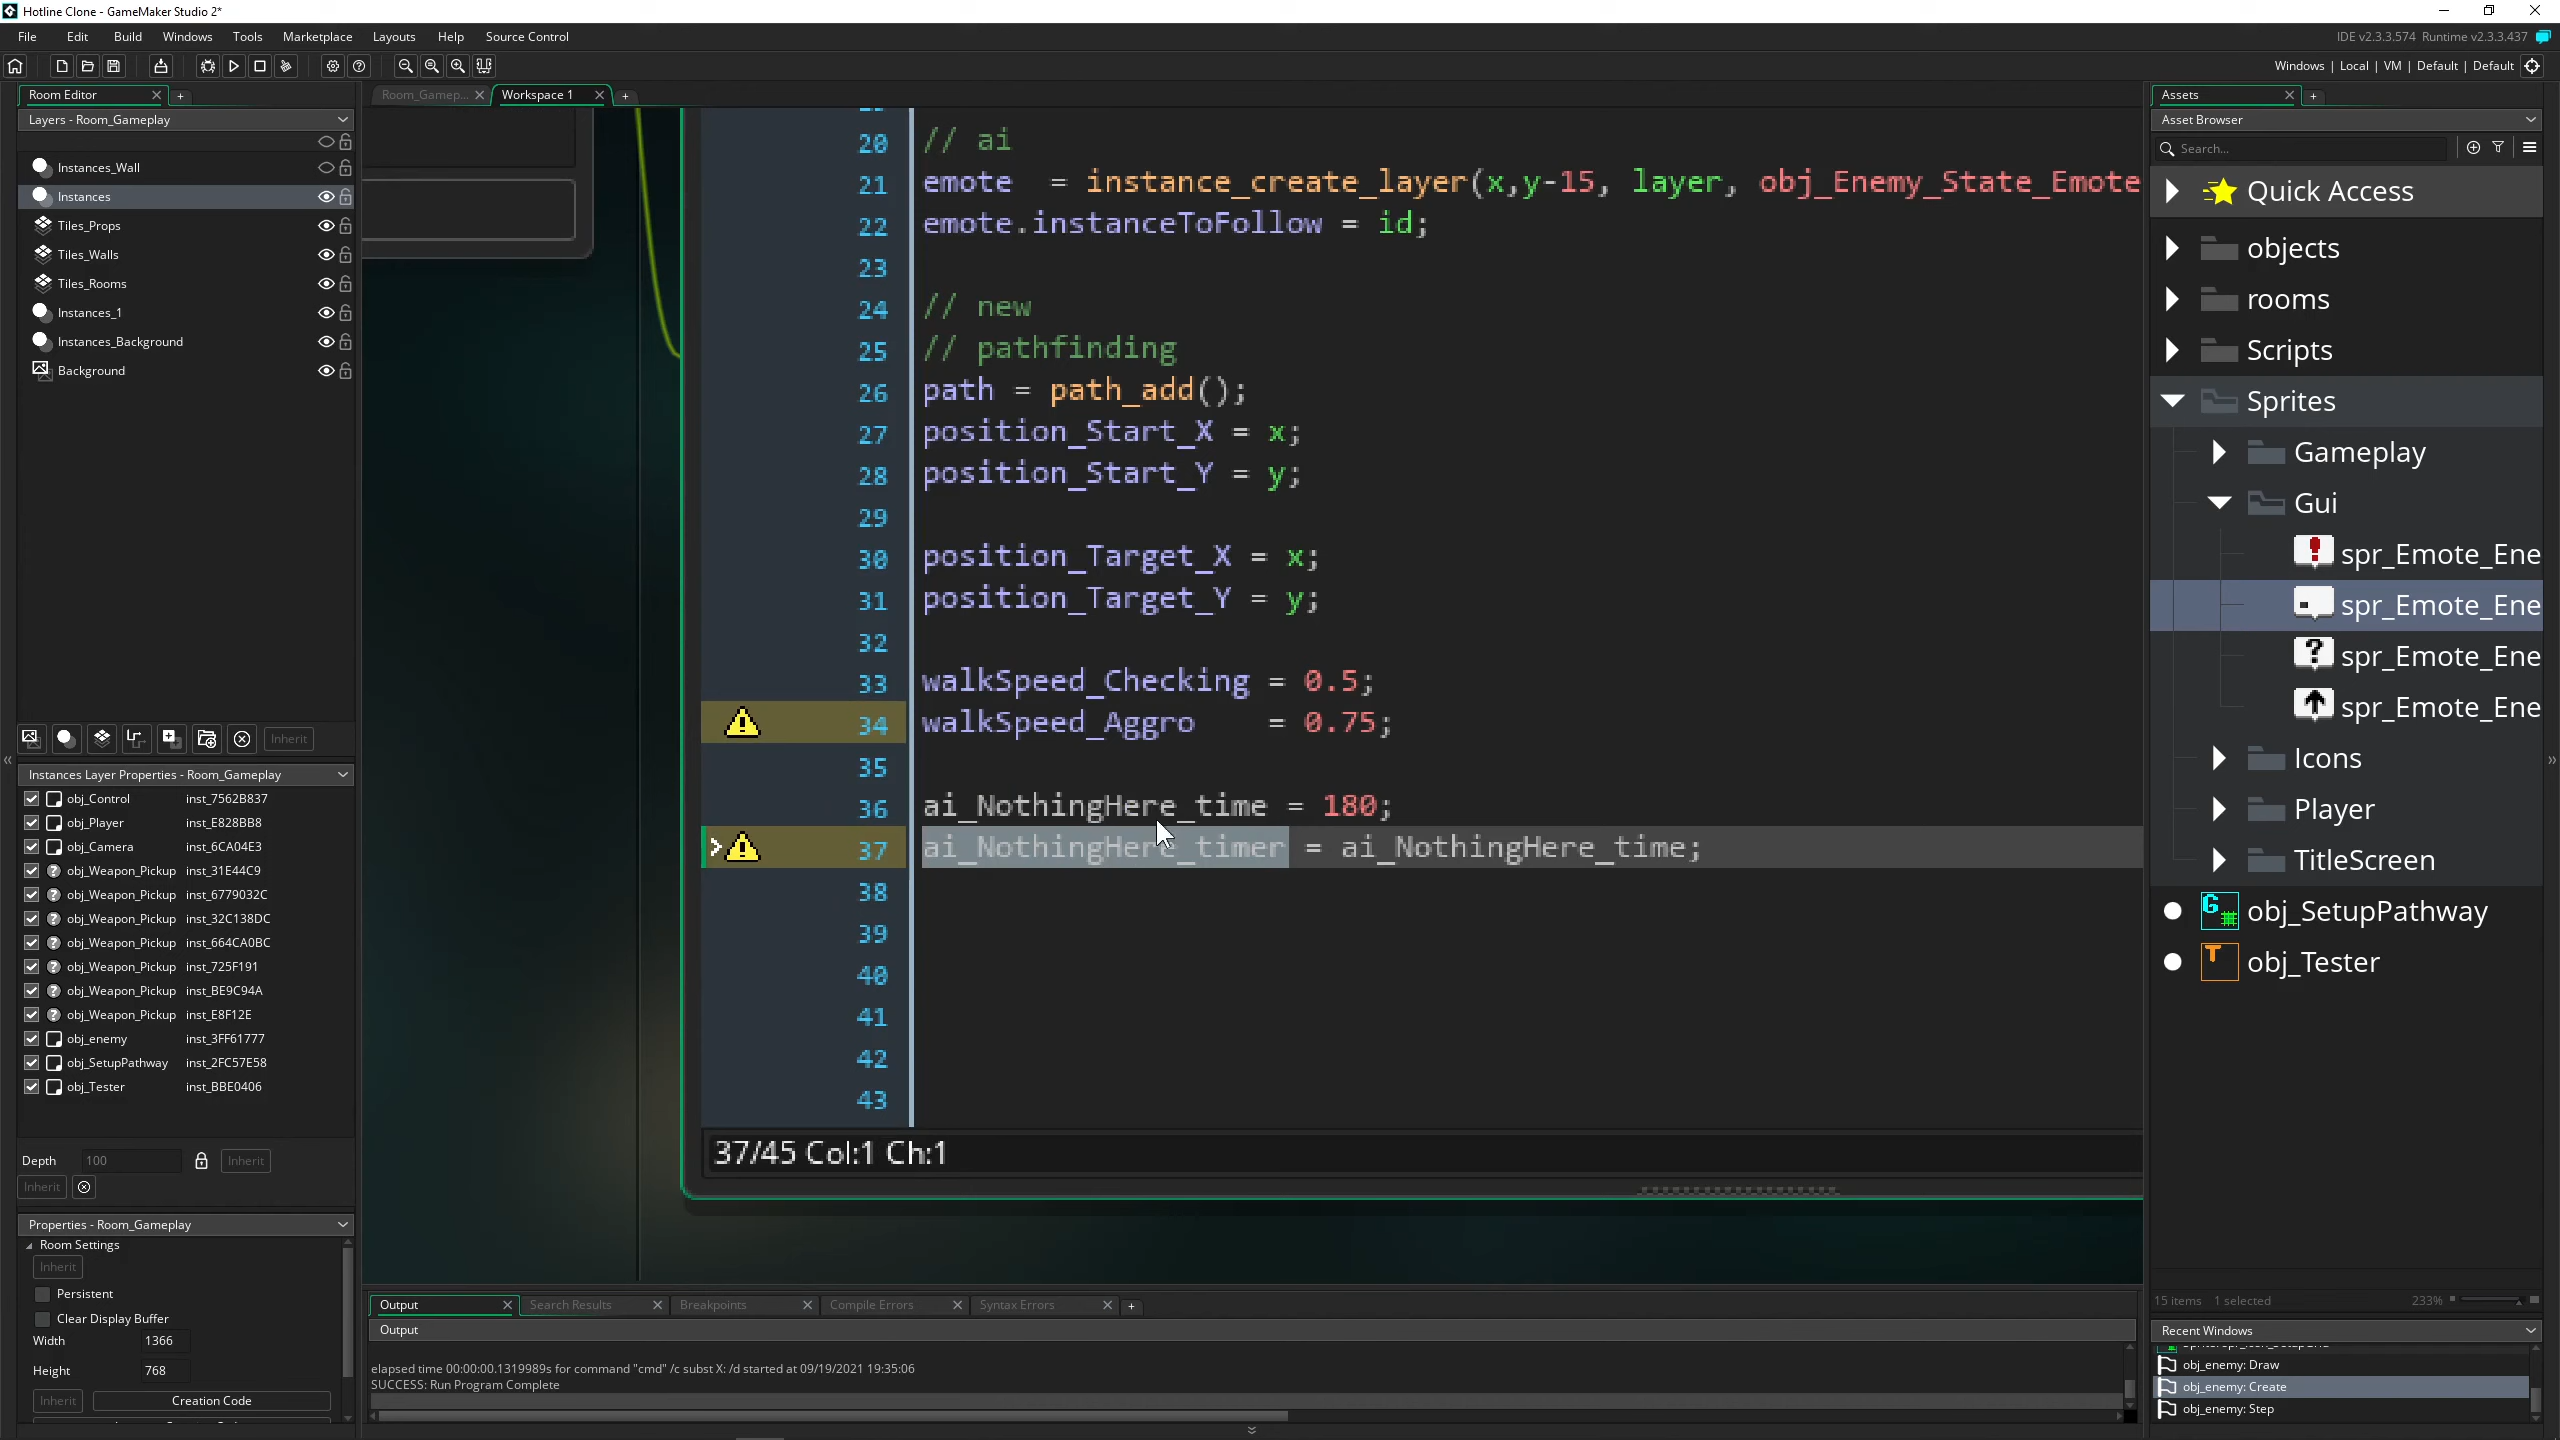 Hotline Clone - GameMaker Studio 2*
File Edit Build Windows Tools Marketplace Layouts Help Source Control
IDE v2.3.3.574 Runtime v2.3.3.437
Windows | Local | VM | Default | Default
Room Editor
Layers - Room_Gameplay
Instances_Wall
Instances
Tiles_Props
Tiles_Walls
Tiles_Rooms
Instances_1
Instances_Background
Background
Inherit
Instances Layer Properties - Room_Gameplay
obj_Control inst_7562B837
obj_Player inst_E828BB8
obj_Camera inst_6CA04E3
obj_Weapon_Pickup inst_31E44C9
obj_Weapon_Pickup inst_6779032C
obj_Weapon_Pickup inst_32C138DC
obj_Weapon_Pickup inst_664CA0BC
obj_Weapon_Pickup inst_725F191
obj_Weapon_Pickup inst_BE9C94A
obj_Weapon_Pickup inst_E8F12E
obj_enemy inst_3FF61777
obj_SetupPathway inst_2FC57E58
obj_Tester inst_BBE0406
Depth 100 Inherit
Inherit
Properties - Room_Gameplay
Room Settings
Inherit
Persistent
Clear Display Buffer
Width 1366
Height 768
Inherit Creation Code
Room_Gamep... Workspace 1
20 // ai
21 emote = instance_create_layer(x,y-15, layer, obj_Enemy_State_Emote
22 emote.instanceToFollow = id;
23
24 // new
25 // pathfinding
26 path = path_add();
27 position_Start_X = x;
28 position_Start_Y = y;
29
30 position_Target_X = x;
31 position_Target_Y = y;
32
33 walkSpeed_Checking = 0.5;
34 walkSpeed_Aggro = 0.75;
35
36 ai_NothingHere_time = 180;
37 ai_NothingHere_timer = ai_NothingHere_time;
38
39
40
41
42
43
37/45 Col:1 Ch:1
Output Search Results Breakpoints Compile Errors Syntax Errors
Output
elapsed time 00:00:00.1319989s for command "cmd" /c subst X: /d started at 09/19/2021 19:35:06
SUCCESS: Run Program Complete
Assets
Asset Browser
Search...
Quick Access
objects
rooms
Scripts
Sprites
Gameplay
Gui
spr_Emote_Ene
spr_Emote_Ene
spr_Emote_Ene
spr_Emote_Ene
Icons
Player
TitleScreen
obj_SetupPathway
obj_Tester
15 items 1 selected 233%
Recent Windows
obj_enemy: Draw
obj_enemy: Create
obj_enemy: Step